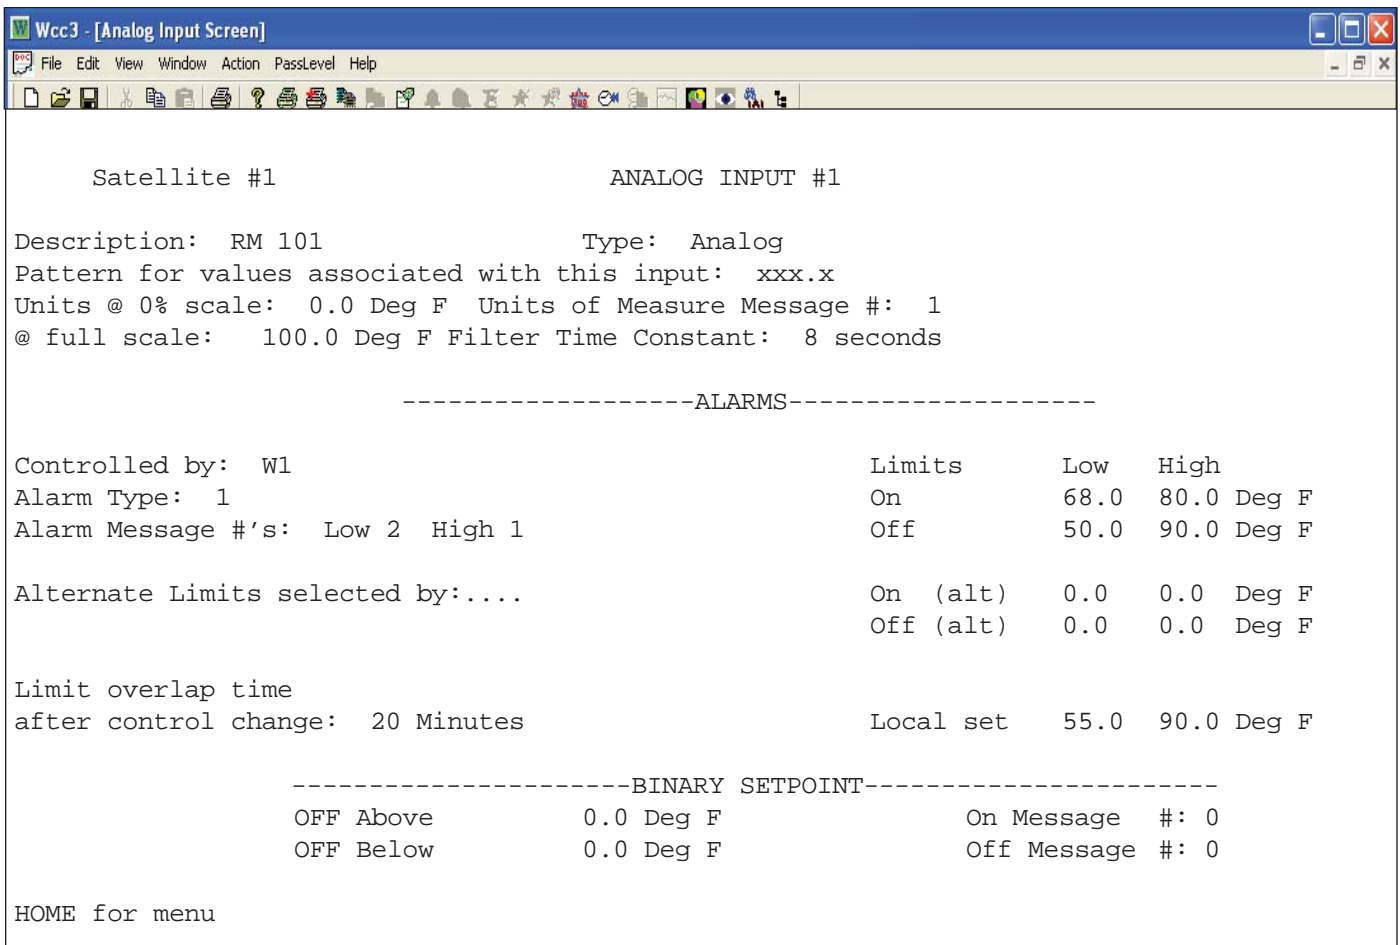 Wcc3 - [Analog Input Screen]
File Edit View Window Action PassLevel Help
Satellite #1 ANALOG INPUT #1
Description: RM 101 Type: Analog
Pattern for values associated with this input: xxx.x
Units @ 0% scale: 0.0 Deg F Units of Measure Message #: 1
@ full scale: 100.0 Deg F Filter Time Constant: 8 seconds
-------------------ALARMS--------------------
Controlled by: W1 Limits Low High
Alarm Type: 1 On 68.0 80.0 Deg F
Alarm Message #'s: Low 2 High 1 Off 50.0 90.0 Deg F
Alternate Limits selected by:.... On (alt) 0.0 0.0 Deg F
Off (alt) 0.0 0.0 Deg F
Limit overlap time
after control change: 20 Minutes Local set 55.0 90.0 Deg F
----------------------BINARY SETPOINT-----------------------
OFF Above 0.0 Deg F On Message #: 0
OFF Below 0.0 Deg F Off Message #: 0
HOME for menu